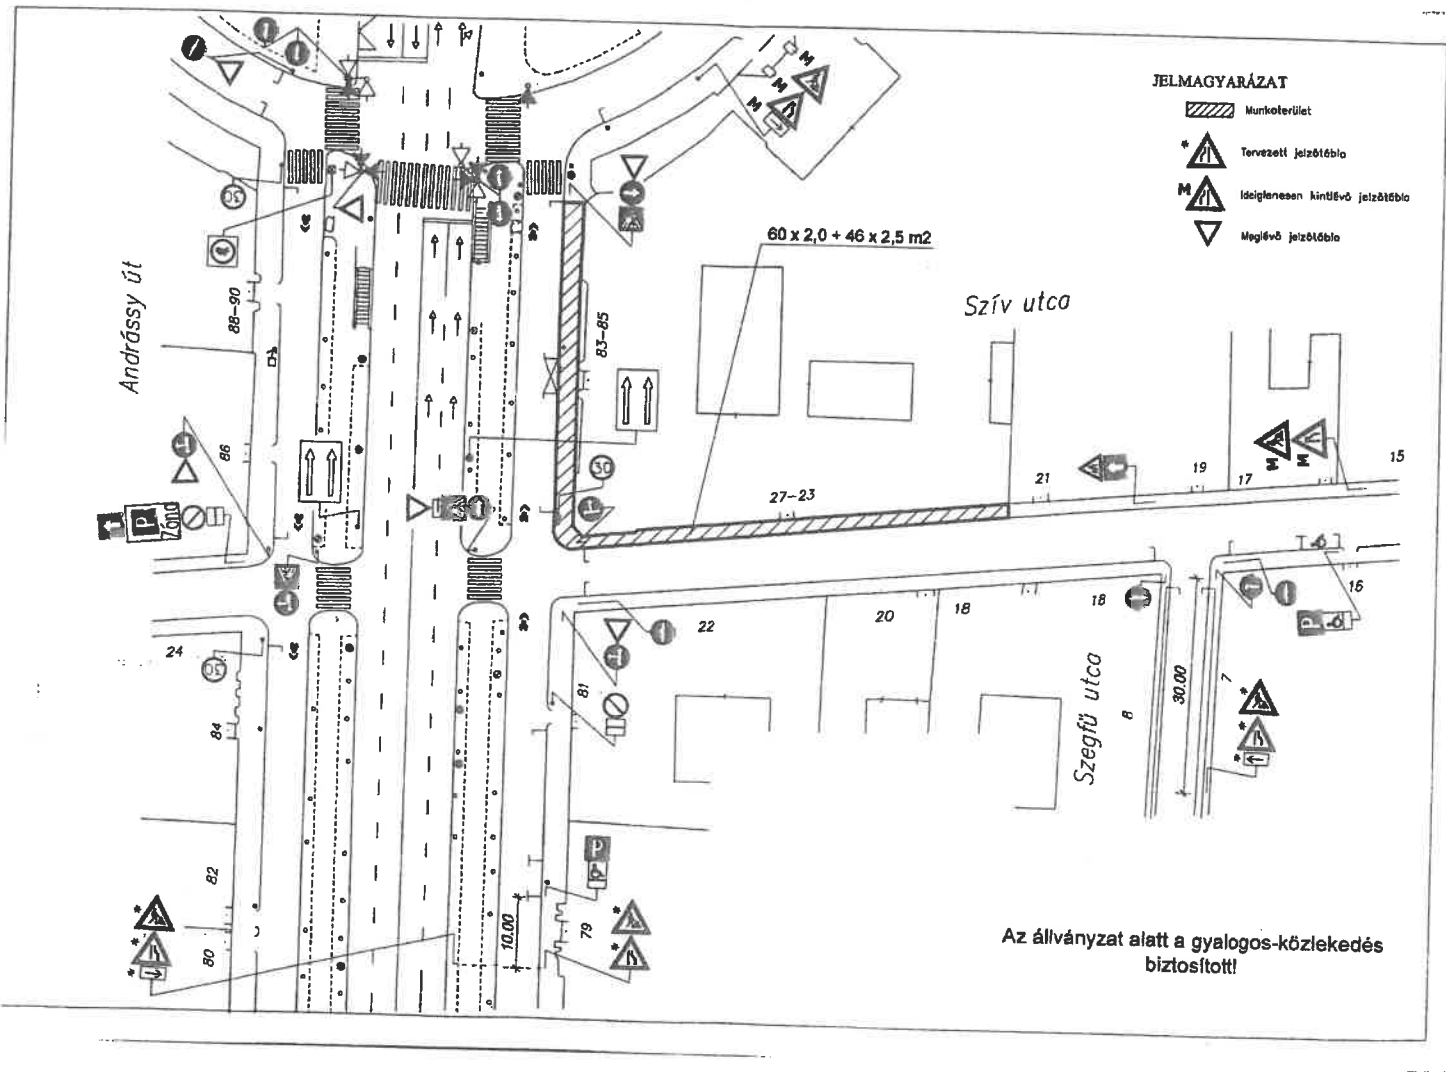 JELMAGYARÁZAT
Munkaterület
* Tervezett jelzőtábla
M Ideiglenesen kintlévő jelzőtábla
Meglévő jelzőtábla
M
M
M
30
60 x 2,0 + 46 x 2,5 m2
Szív utca
Andrássy út
88-90
83-85
86
30
P
Zóna
27-23
21
19
17
15
M
M
22
20
18
18
16
P
24
30
84
81
Szegfű utca
8
30.00
7
*
*
*
82
80
*
*
*
P
10.00
79
*
*
Az állványzat alatt a gyalogos-közlekedés
biztosított!